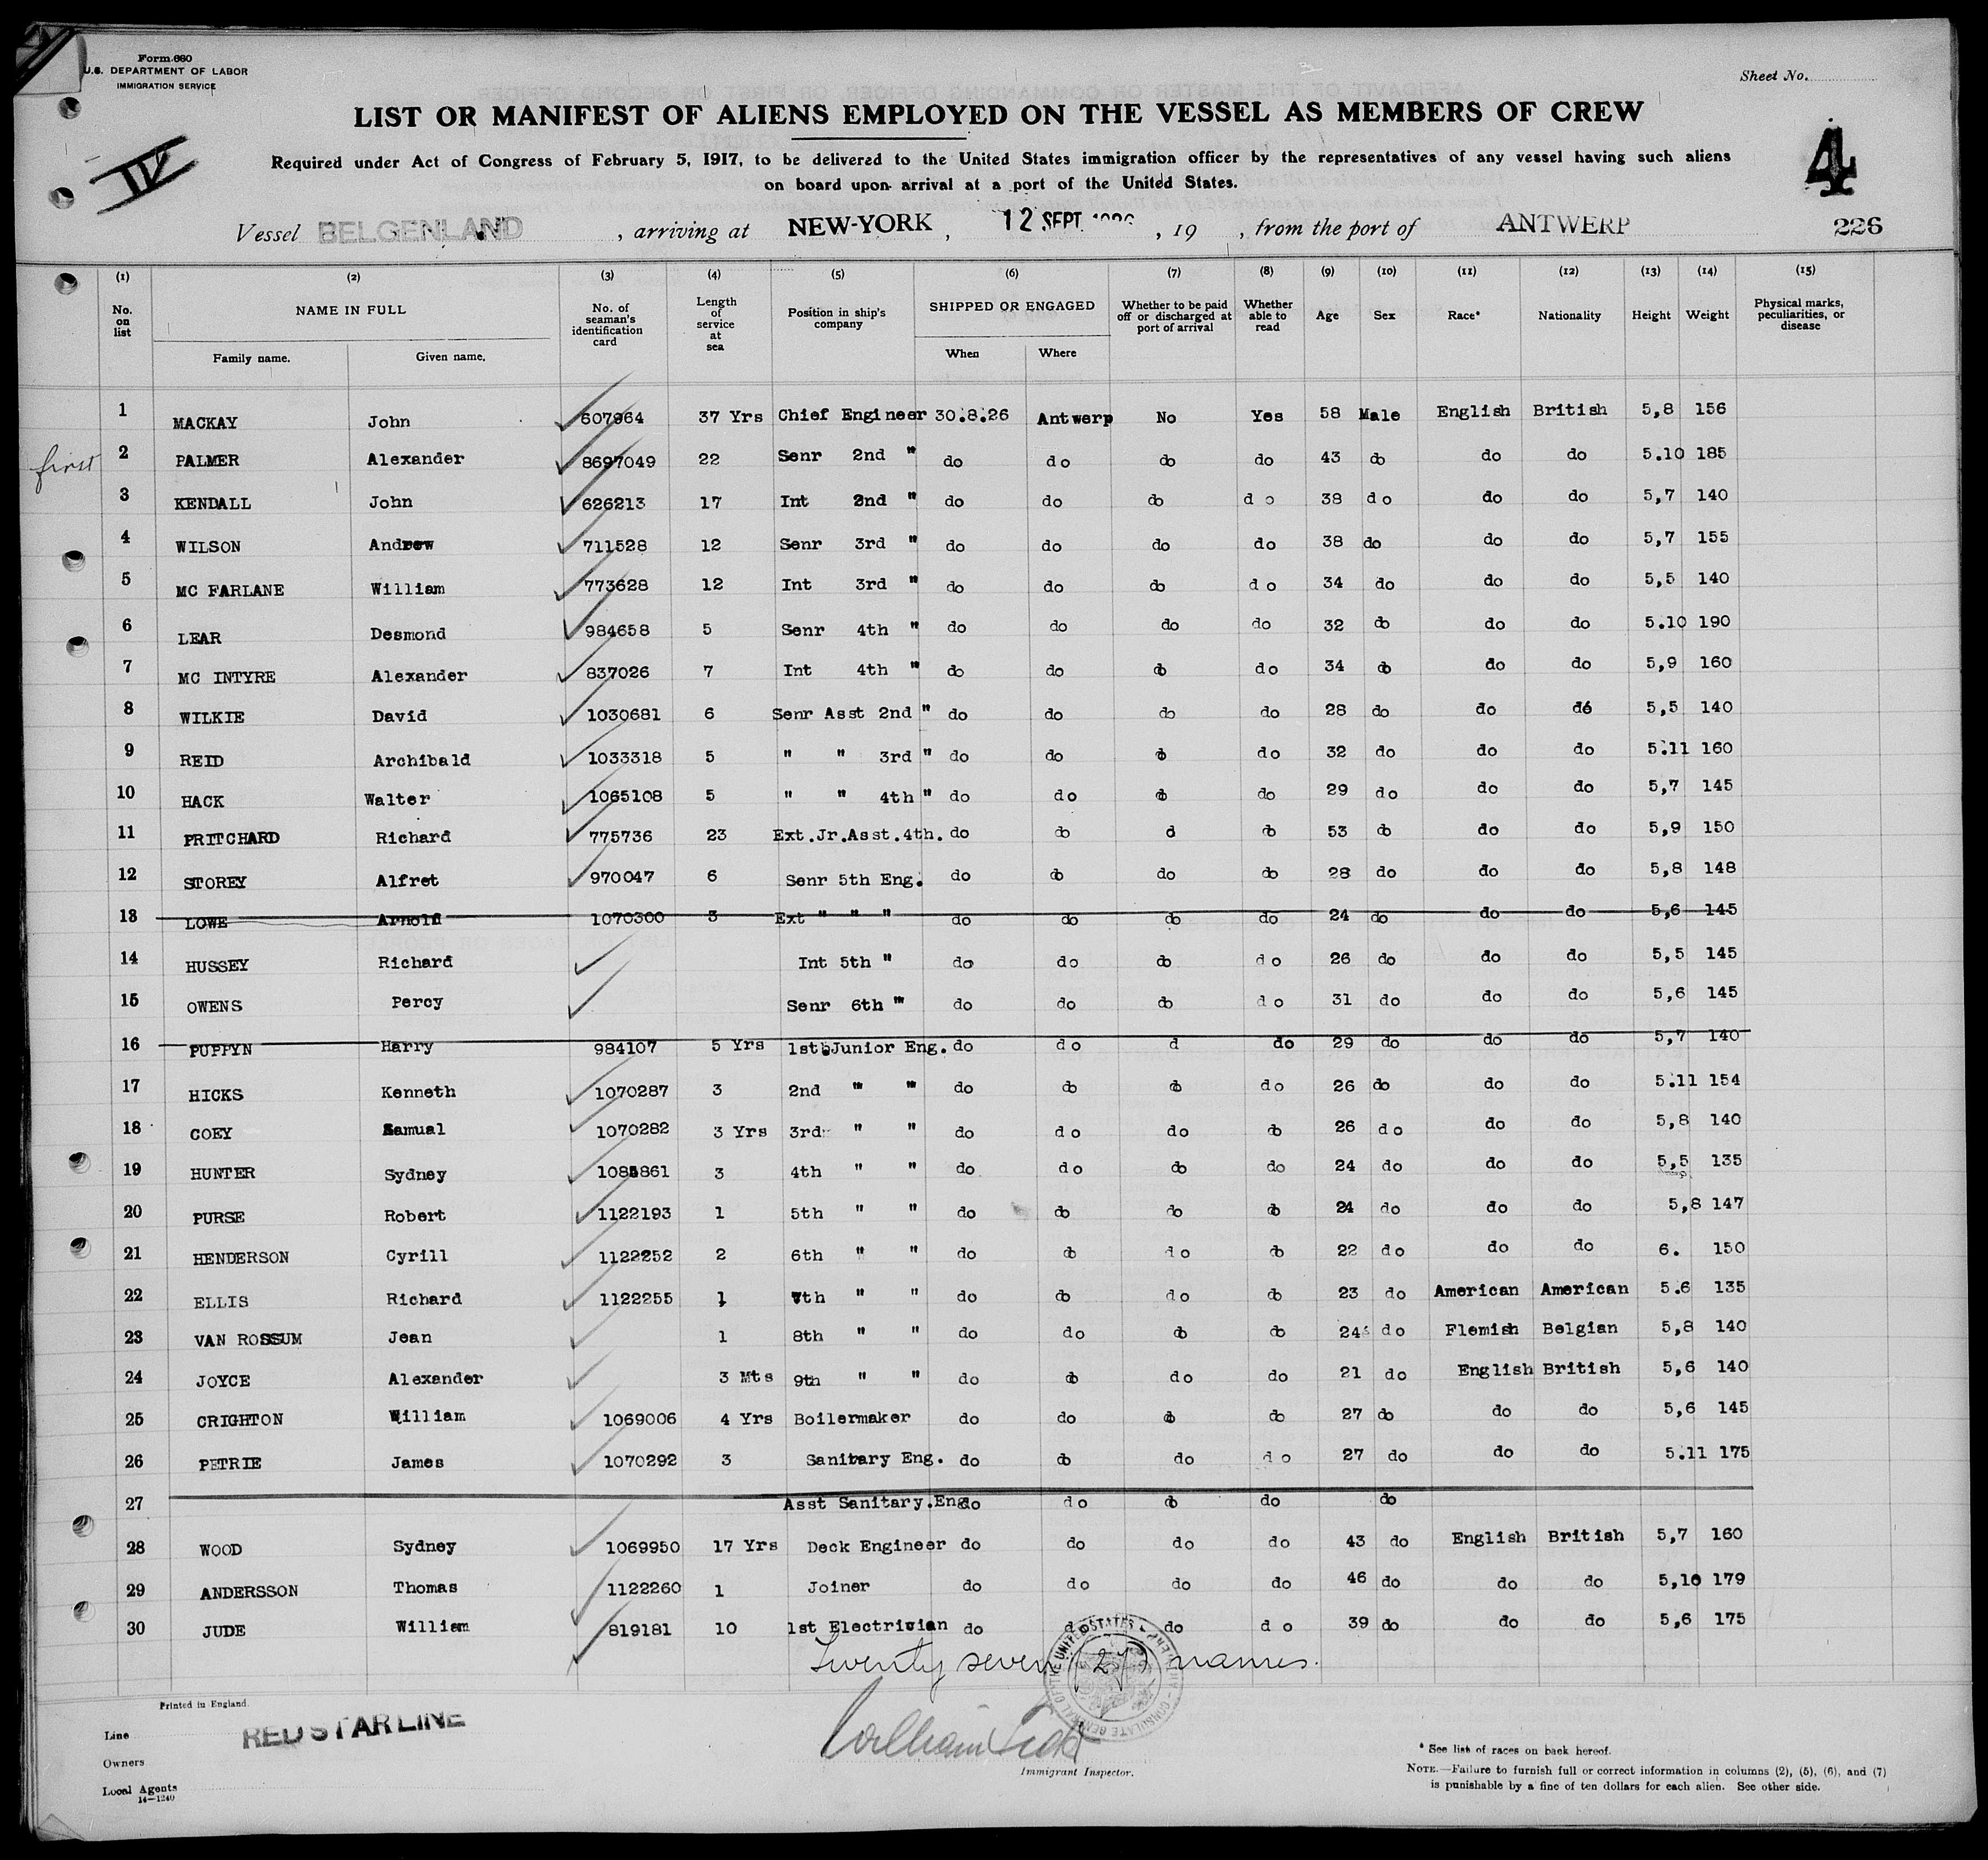 Form 680
U.S. DEPARTMENT OF LABOR
IMMIGRATION SERVICE
Sheet No.
LIST OR MANIFEST OF ALIENS EMPLOYED ON THE VESSEL AS MEMBERS OF CREW
IV
4
Required under Act of Congress of February 5, 1917, to be delivered to the United States immigration officer by the representatives of any vessel having such aliens
on board upon arrival at a port of the United States.
Vessel BELGENLAND, arriving at NEW-YORK, 12 SEPT , 19 , from the port of ANTWERP 226
(1) (2) (3) (4) (5) (6) (7) (8) (9) (10) (11) (12) (13) (14) (15)
No. on list NAME IN FULL No. of seaman's identification card Length of service at sea Position in ship's company SHIPPED OR ENGAGED Whether to be paid off or discharged at port of arrival Whether able to read Age Sex Race* Nationality Height Weight Physical marks, peculiarities, or disease
Family name. Given name. When Where
1 MACKAY John 607964 37 Yrs Chief Engineer 30.8.26 Antwerp No Yes 58 Male English British 5,8 156
first 2 PALMER Alexander 8697049 22 Senr 2nd " do do do do 43 do do do 5.10 185
3 KENDALL John 626213 17 Int 2nd " do do do do 38 do do do 5,7 140
4 WILSON Andrew 711528 12 Senr 3rd " do do do do 38 do do do 5,7 155
5 MC FARLANE William 773628 12 Int 3rd " do do do do 34 do do do 5,5 140
6 LEAR Desmond 984658 5 Senr 4th " do do do do 32 do do do 5.10 190
7 MC INTYRE Alexander 837026 7 Int 4th " do do do do 34 do do do 5,9 160
8 WILKIE David 1030681 6 Senr Asst 2nd " do do do do 28 do do do 5,5 140
9 REID Archibald 1033318 5 " " 3rd " do do do do 32 do do do 5.11 160
10 HACK Walter 1065108 5 " " 4th " do do do do 29 do do do 5,7 145
11 PRITCHARD Richard 775736 23 Ext.Jr.Asst.4th. do do d do 53 do do do 5,9 150
12 STOREY Alfret 970047 6 Senr 5th Eng. do do do do 28 do do do 5,8 148
13 LOWE Arnold 1070300 3 Ext " " " do do do do 24 do do do 5,6 145
14 HUSSEY Richard Int 5th " do do do do 26 do do do 5,5 145
15 OWENS Percy Senr 6th " do do do do 31 do do do 5,6 145
16 PUPPYN Harry 984107 5 Yrs 1st Junior Eng. do do d do 29 do do do 5,7 140
17 HICKS Kenneth 1070287 3 2nd " " do do do do 26 do do do 5.11 154
18 COEY Samual 1070282 3 Yrs 3rd " " do do do do 26 do do do 5,8 140
19 HUNTER Sydney 1085861 3 4th " " do do do do 24 do do do 5,5 135
20 PURSE Robert 1122193 1 5th " " do do do do 24 do do do 5,8 147
21 HENDERSON Cyrill 1122252 2 6th " " do do do do 22 do do do 6. 150
22 ELLIS Richard 1122255 1 7th " " do do do do 23 do American American 5.6 135
23 VAN ROSSUM Jean 1 8th " " do do do do 24 do Flemish Belgian 5,8 140
24 JOYCE Alexander 3 Mts 9th " " do do do do 21 do English British 5,6 140
25 CRIGHTON William 1069006 4 Yrs Boilermaker do do do do 27 do do do 5,6 145
26 PETRIE James 1070292 3 Sanitary Eng. do do do do 27 do do do 5.11 175
27 Asst Sanitary.Eng do do do do do
28 WOOD Sydney 1069950 17 Yrs Deck Engineer do do do do 43 do English British 5,7 160
29 ANDERSSON Thomas 1122260 1 Joiner do do do do 46 do do do 5,10 179
30 JUDE William 819181 10 1st Electrivian do do do do 39 do do do 5,6 175
Twenty seven (27) names.
Printed in England.
Line RED STAR LINE
Owners
Local Agents
14-1240
William
Immigrant Inspector.
* See list of races on back hereof.
NOTE.—Failure to furnish full or correct information in columns (2), (5), (6), and (7)
is punishable by a fine of ten dollars for each alien. See other side.